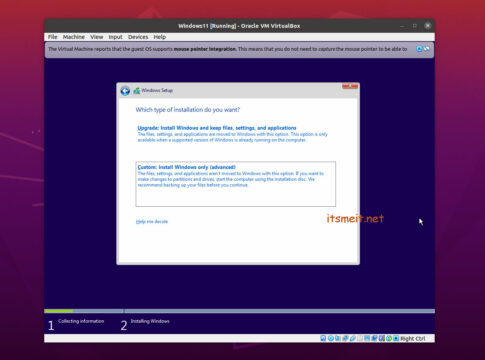 Windows11 [Running] - Oracle VM VirtualBox
File Machine View Input Devices Help
The Virtual Machine reports that the guest OS supports mouse pointer integration. This means that you do not need to capture the mouse pointer to be able to
Windows Setup
Which type of installation do you want?
Upgrade: Install Windows and keep files, settings, and applications
The files, settings, and applications are moved to Windows with this option. This option is only
available when a supported version of Windows is already running on the computer.
Custom: Install Windows only (advanced)
The files, settings, and applications aren't moved to Windows with this option. If you want to
make changes to partitions and drives, start the computer using the installation disc. We
recommend backing up your files before you continue.
itsmeit.net
Help me decide
1 Collecting information 2 Installing Windows
Right Ctrl